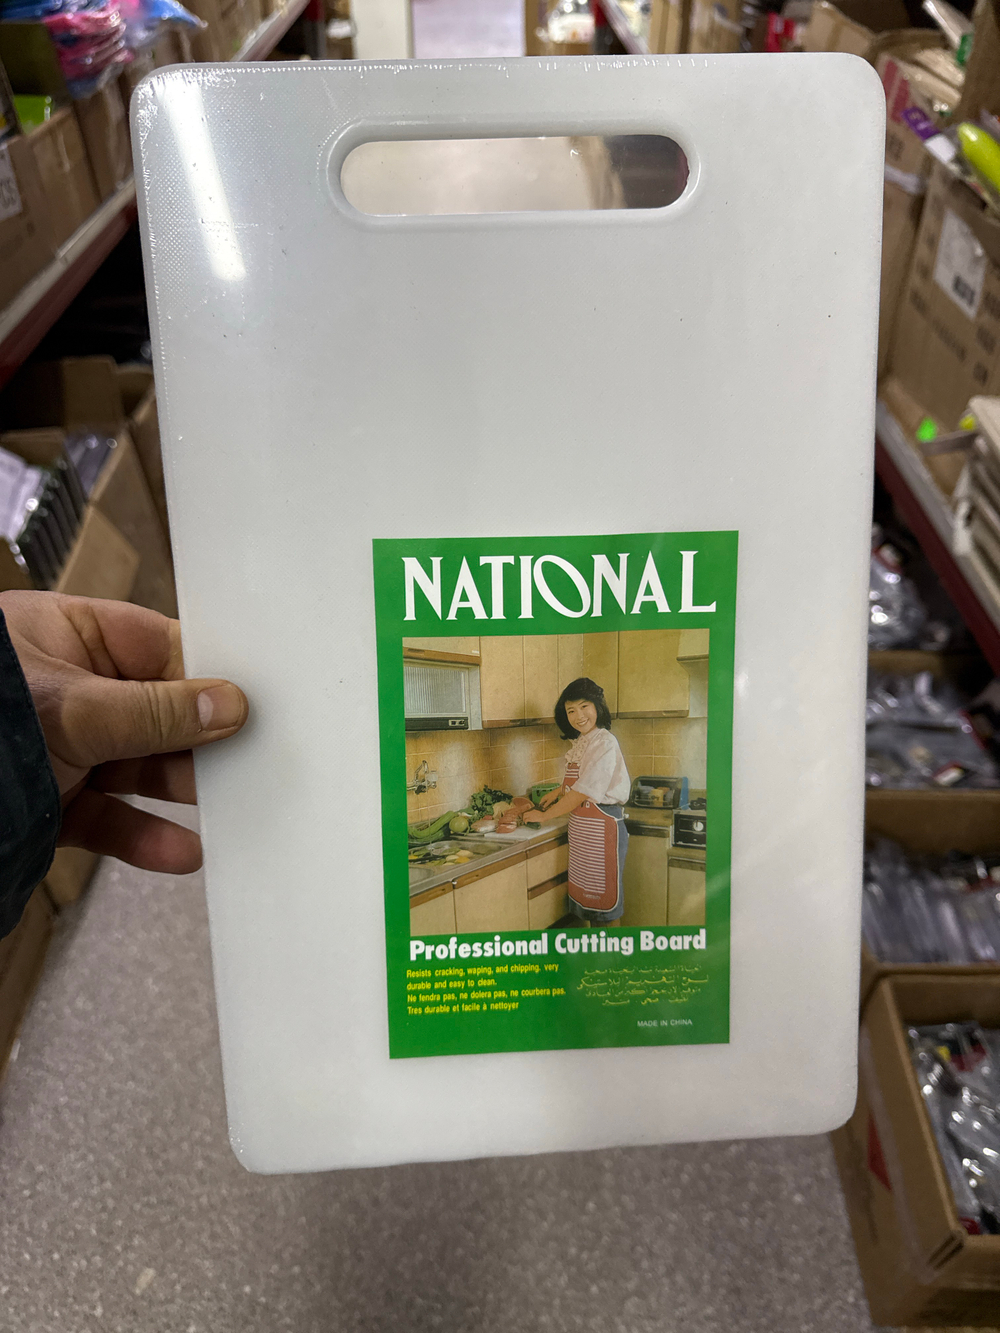 NATIONAL
Professional Cutting Board
Resists cracking, waping, and chipping. very
durable and easy to clean.
Ne fendra pas, ne dolera pas, ne courbera pas.
Tres durable et facile à nettoyer
MADE IN CHINA